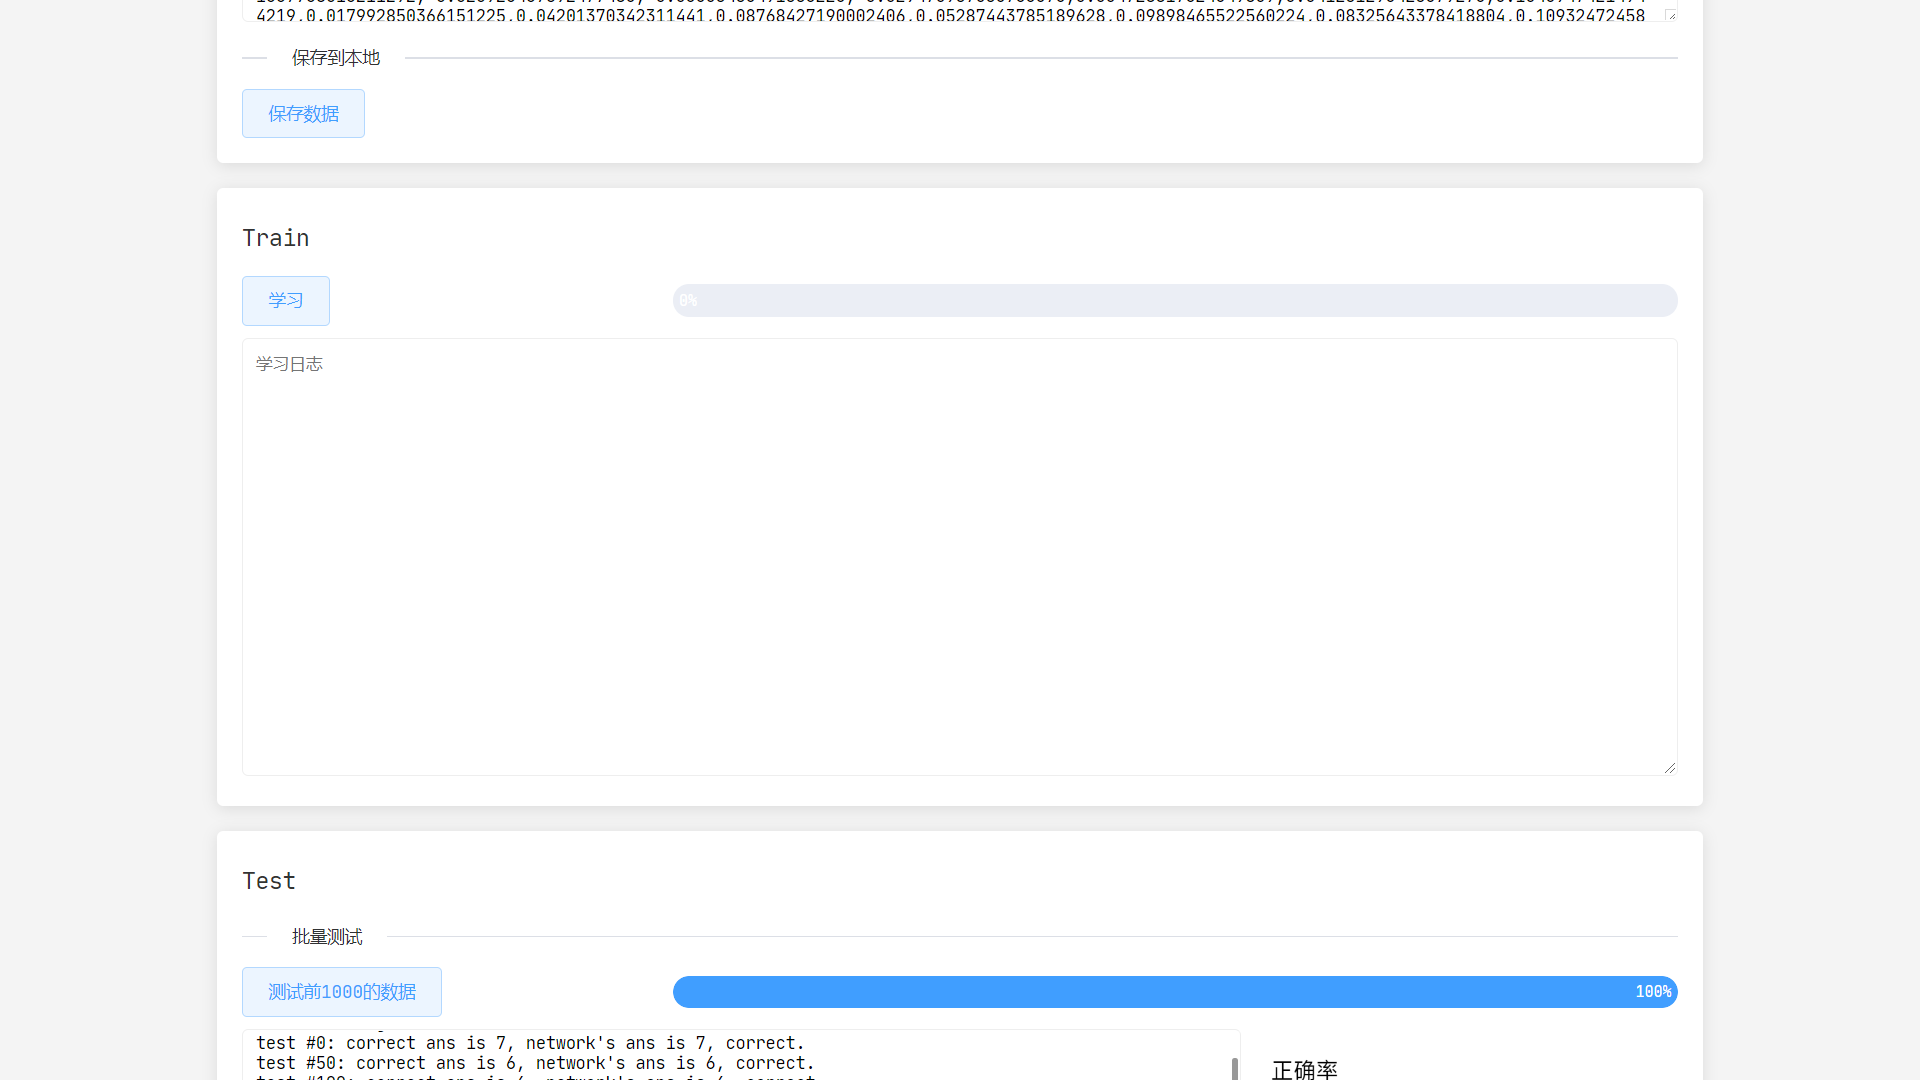 4219,0.017992850366151225,0.04201370342311441,0.08768427190002406,0.05287443785189628,0.09898465522560224,0.08325643378418804,0.10932472458
保存到本地
保存数据
Train
学习
0%
学习日志
Test
批量测试
测试前1000的数据
100%
test #0: correct ans is 7, network's ans is 7, correct.
test #50: correct ans is 6, network's ans is 6, correct.
正确率